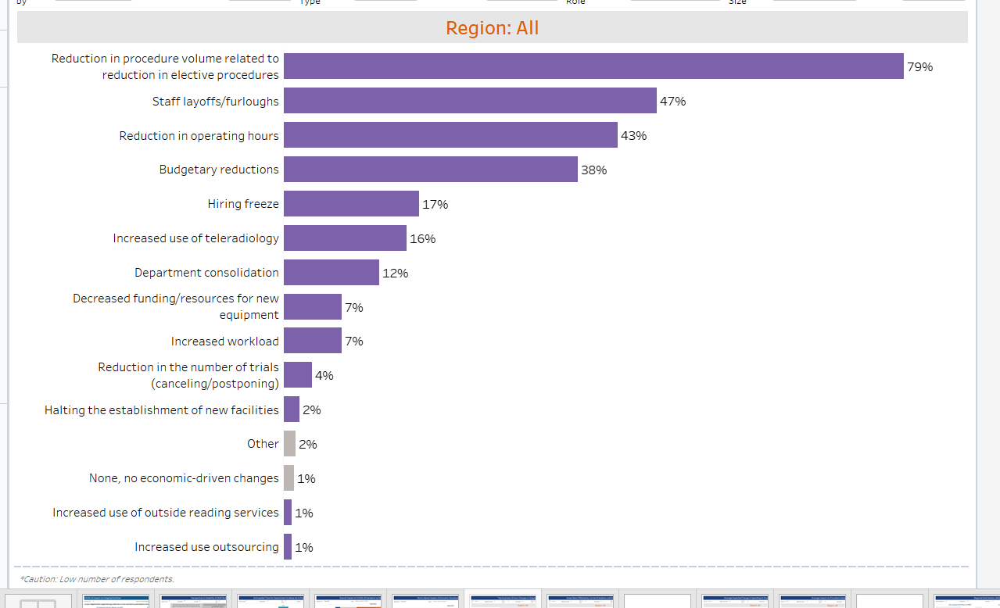 by Type Role Size
Region: All
Reduction in procedure volume related to
reduction in elective procedures
79%
Staff layoffs/furloughs 47%
Reduction in operating hours 43%
Budgetary reductions 38%
Hiring freeze 17%
Increased use of teleradiology 16%
Department consolidation 12%
Decreased funding/resources for new
equipment
7%
Increased workload 7%
Reduction in the number of trials
(canceling/postponing)
4%
Halting the establishment of new facilities 2%
Other 2%
None, no economic-driven changes 1%
Increased use of outside reading services 1%
Increased use outsourcing 1%
*Caution: Low number of respondents.